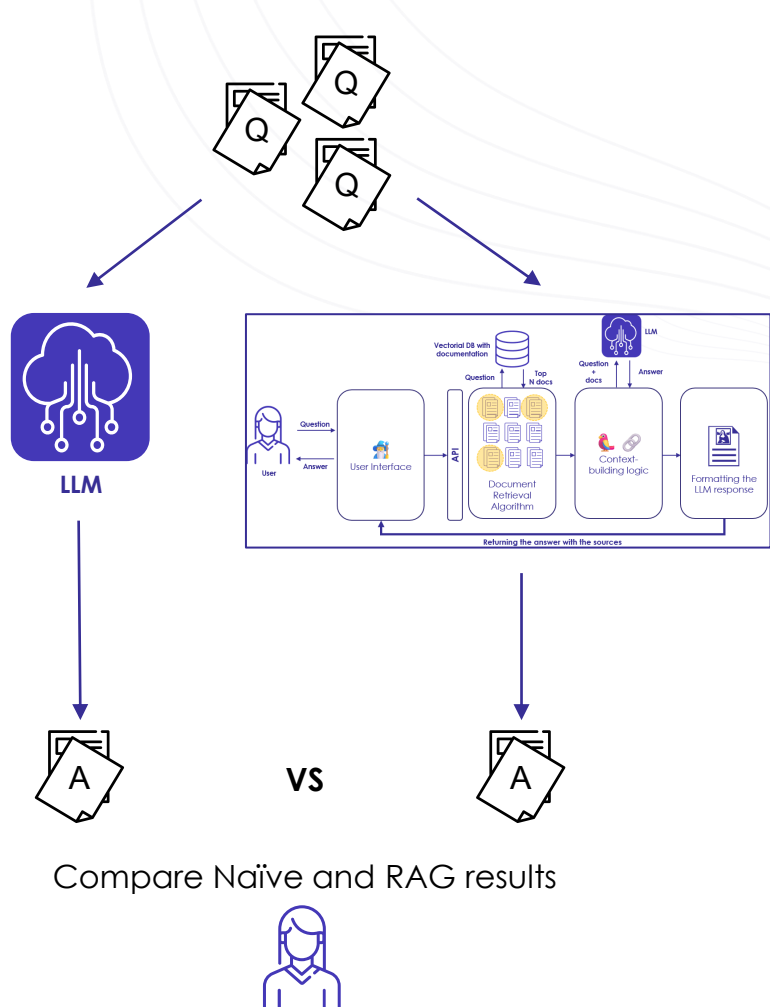 Q
Q
Q
LLM
Vectorial DB with
documentation
LLM
Question
Top
N docs
Question
+
docs
Answer
Question
Answer
User
User Interface
API
Document
Retrieval
Algorithm
Context-
building logic
Formatting the
LLM response
Returning the answer with the sources
A
VS
A
Compare Naïve and RAG results